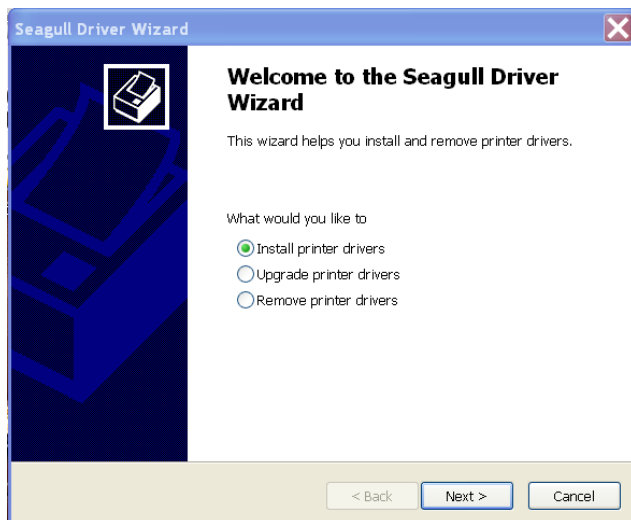 Seagull Driver Wizard
Welcome to the Seagull Driver
Wizard
This wizard helps you install and remove printer drivers.
What would you like to
Install printer drivers
Upgrade printer drivers
Remove printer drivers
< Back Next > Cancel